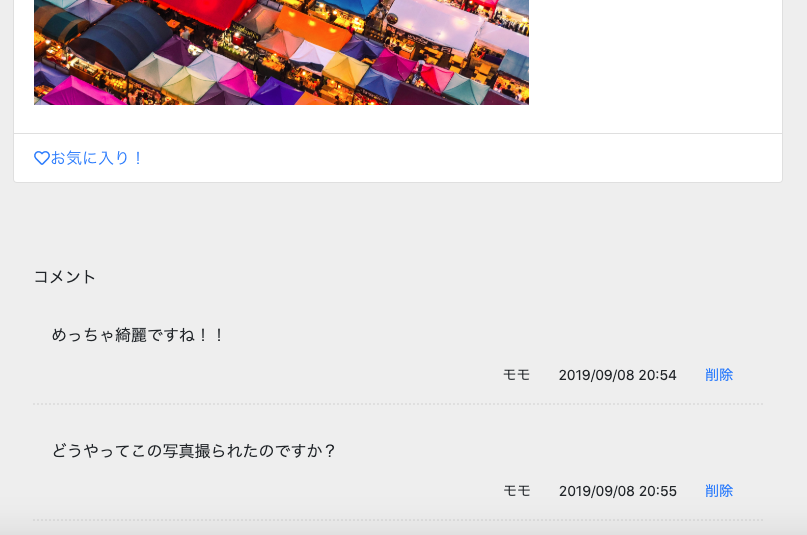 お気に入り！
コメント
めっちゃ綺麗ですね！！
モモ 2019/09/08 20:54 削除
どうやってこの写真撮られたのですか？
モモ 2019/09/08 20:55 削除